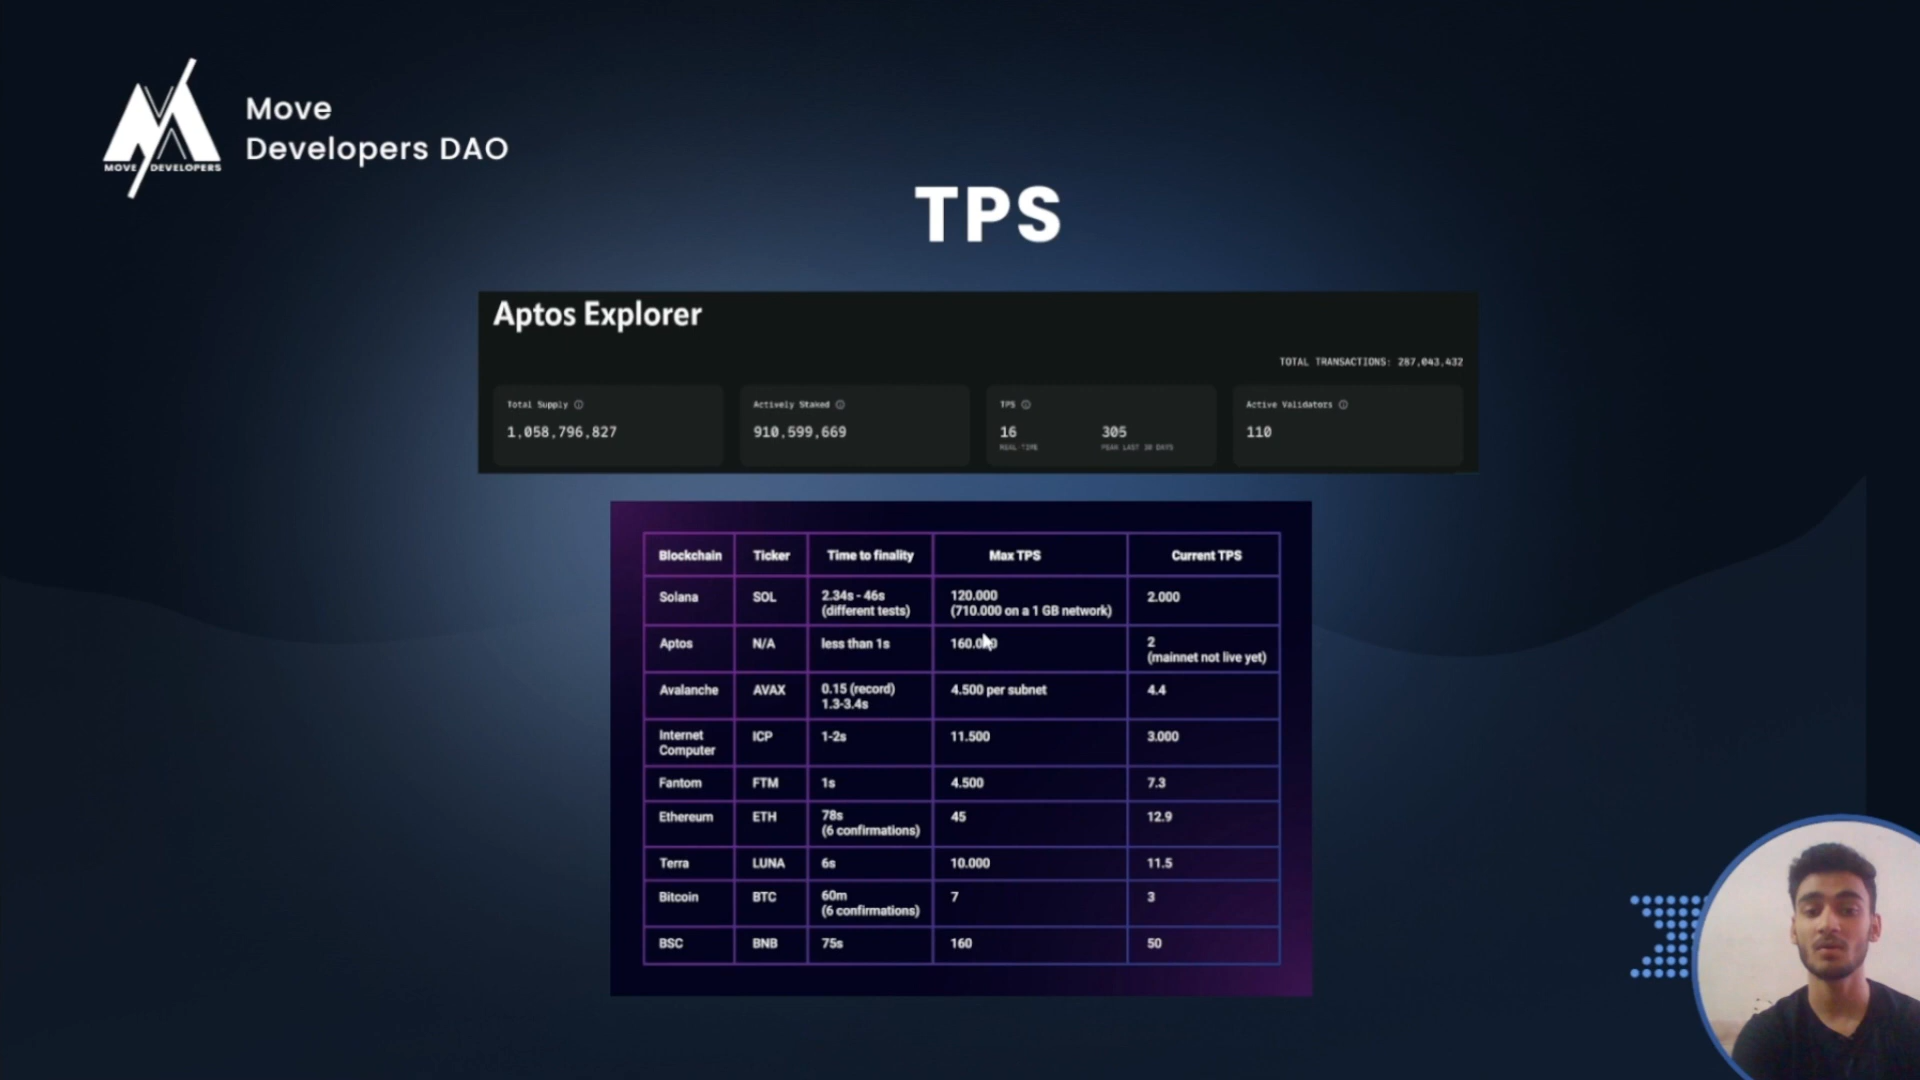 Move
Developers DAO
MOVE DEVELOPERS
TPS
Aptos Explorer
TOTAL TRANSACTIONS: 287,043,432
Total Supply
1,058,796,827
Actively Staked
910,599,669
TPS
16
REAL-TIME
305
PEAK LAST 30 DAYS
Active Validators
110
Blockchain Ticker Time to finality Max TPS Current TPS
Solana SOL 2.34s - 46s 120.000 2.000
(different tests) (710.000 on a 1 GB network)
Aptos N/A less than 1s 2
(mainnet not live yet)
Avalanche AVAX 0.15 (record) 4.500 per subnet 4.4
1.3-3.4s
Internet ICP 1-2s 11.500 3.000
Computer
Fantom FTM 1s 4.500 7.3
Ethereum ETH 78s 45 12.9
(6 confirmations)
Terra LUNA 6s 10.000 11.5
Bitcoin BTC 60m 7 3
(6 confirmations)
BSC BNB 75s 160 50